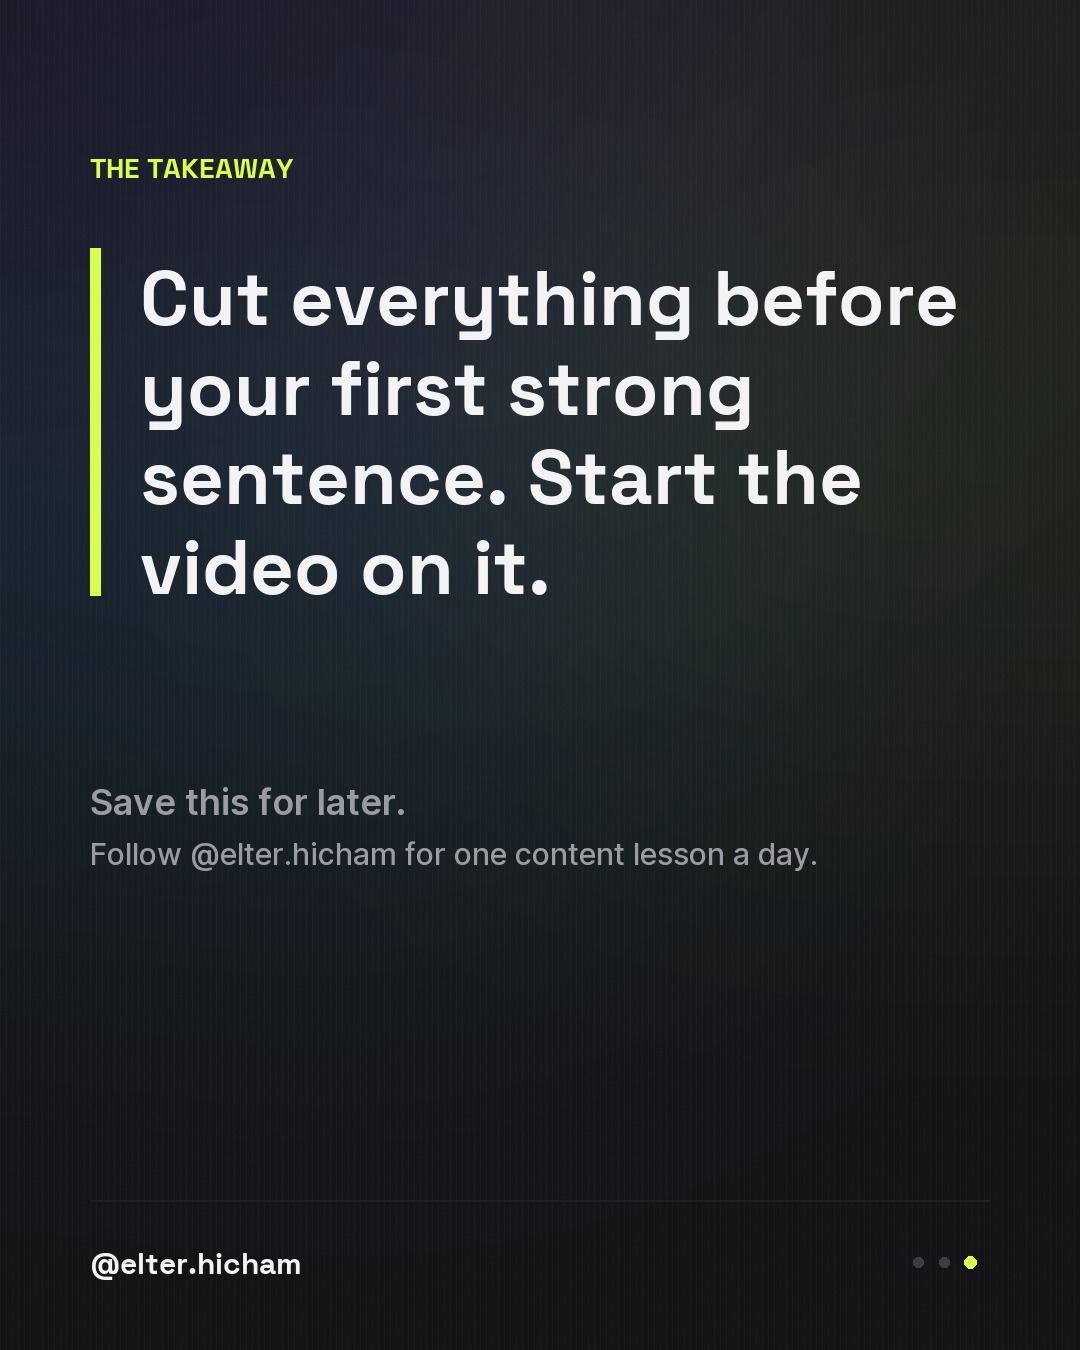 THE TAKEAWAY
Cut everything before
your first strong
sentence. Start the
video on it.
Save this for later.
Follow @elter.hicham for one content lesson a day.
@elter.hicham